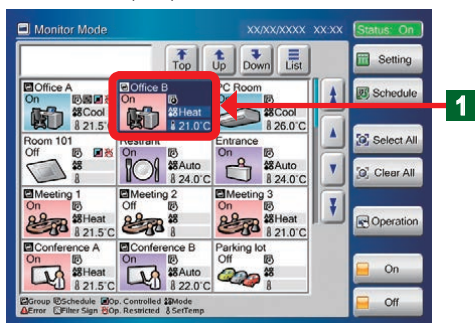 Monitor Mode
XX/XX/XXXX XX:XX
Status: On
Top
Up
Down
List
Setting
Office A
On
Cool
21.5°C
Office B
On
Heat
21.0°C
PC Room
Cool
26.0°C
Schedule
1
Room 101
Off
Restrant
On
Auto
24.0°C
Entrance
On
Auto
24.0°C
Select All
Clear All
Meeting 1
On
Heat
21.5°C
Meeting 2
Off
Meeting 3
On
Heat
21.0°C
Operation
Conference A
On
Heat
21.5°C
Conference B
On
Auto
22.0°C
Parking lot
Off
On
Group Schedule Op. Controlled Mode
Error Filter Sign Op. Restricted SetTemp
Off